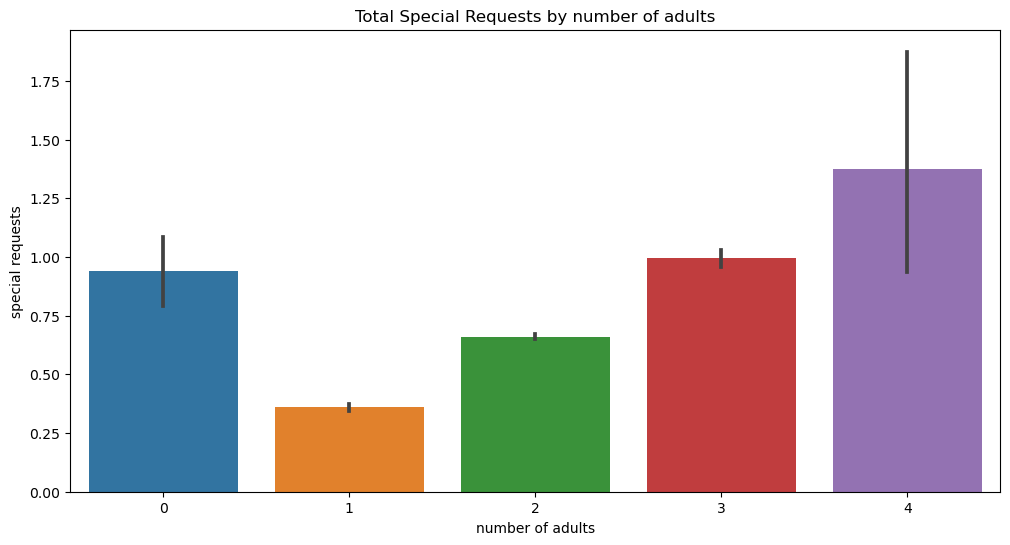 Total Special Requests by number of adults
special requests
1.75
1.50
1.25
1.00
0.75
0.50
0.25
0.00
0 1 2 3 4
number of adults